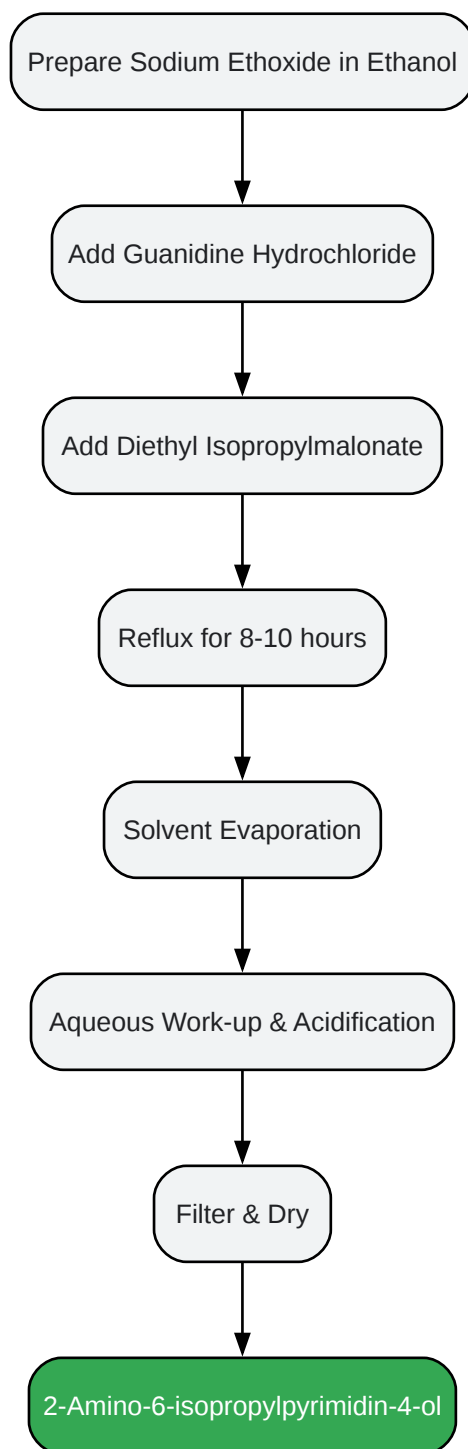 Prepare Sodium Ethoxide in Ethanol
Add Guanidine Hydrochloride
Add Diethyl Isopropylmalonate
Reflux for 8-10 hours
Solvent Evaporation
Aqueous Work-up & Acidification
Filter & Dry
2-Amino-6-isopropylpyrimidin-4-ol